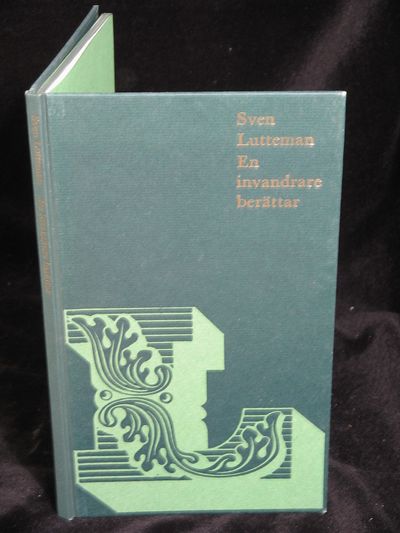 Sven
Lutteman
En
invandrare
berättar
L